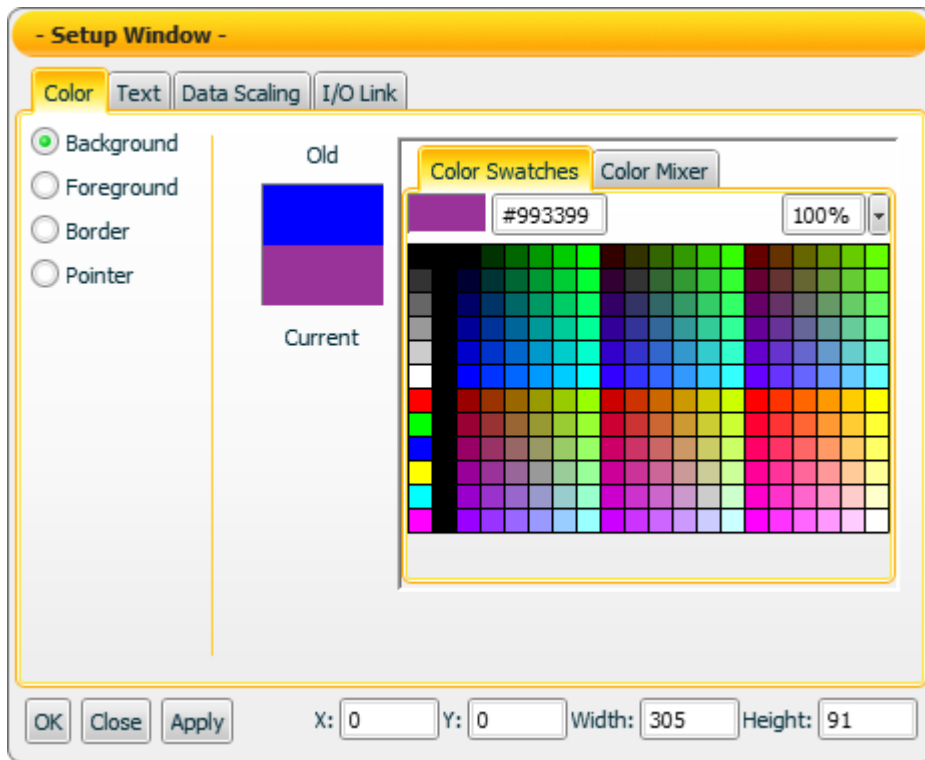 - Setup Window -
Color Text Data Scaling I/O Link
Background
Foreground
Border
Pointer
Old
Current
Color Swatches Color Mixer
#993399 100%
OK Close Apply X: 0 Y: 0 Width: 305 Height: 91